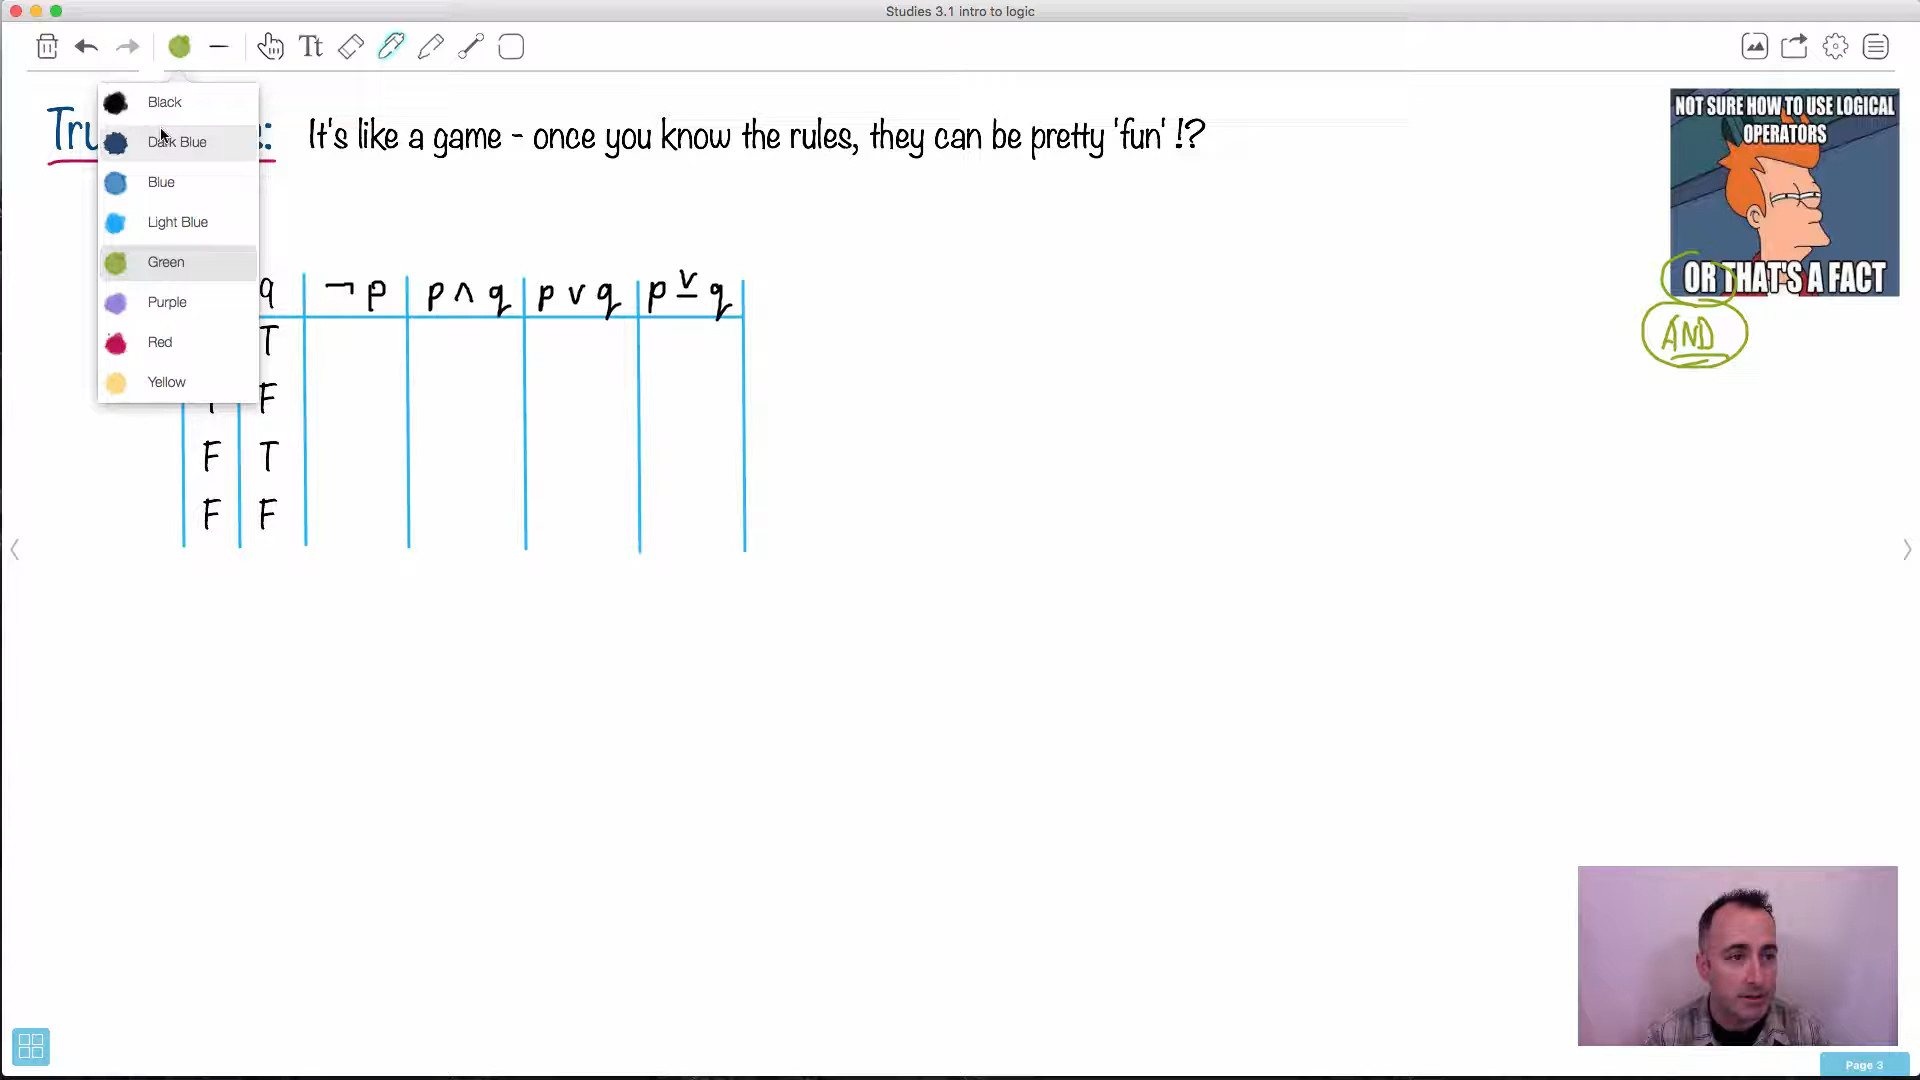 Studies 3.1 intro to logic
Tt
Black
Dark Blue
Blue
Light Blue
Green
Purple
Red
Yellow
Tru :
It's like a game - once you know the rules, they can be pretty 'fun' !?
NOT SURE HOW TO USE LOGICAL
OPERATORS
OR THAT'S A FACT
AND
q ¬ p p ∧ q p ∨ q p ⊻ q
T
F
F T
F F
Page 3